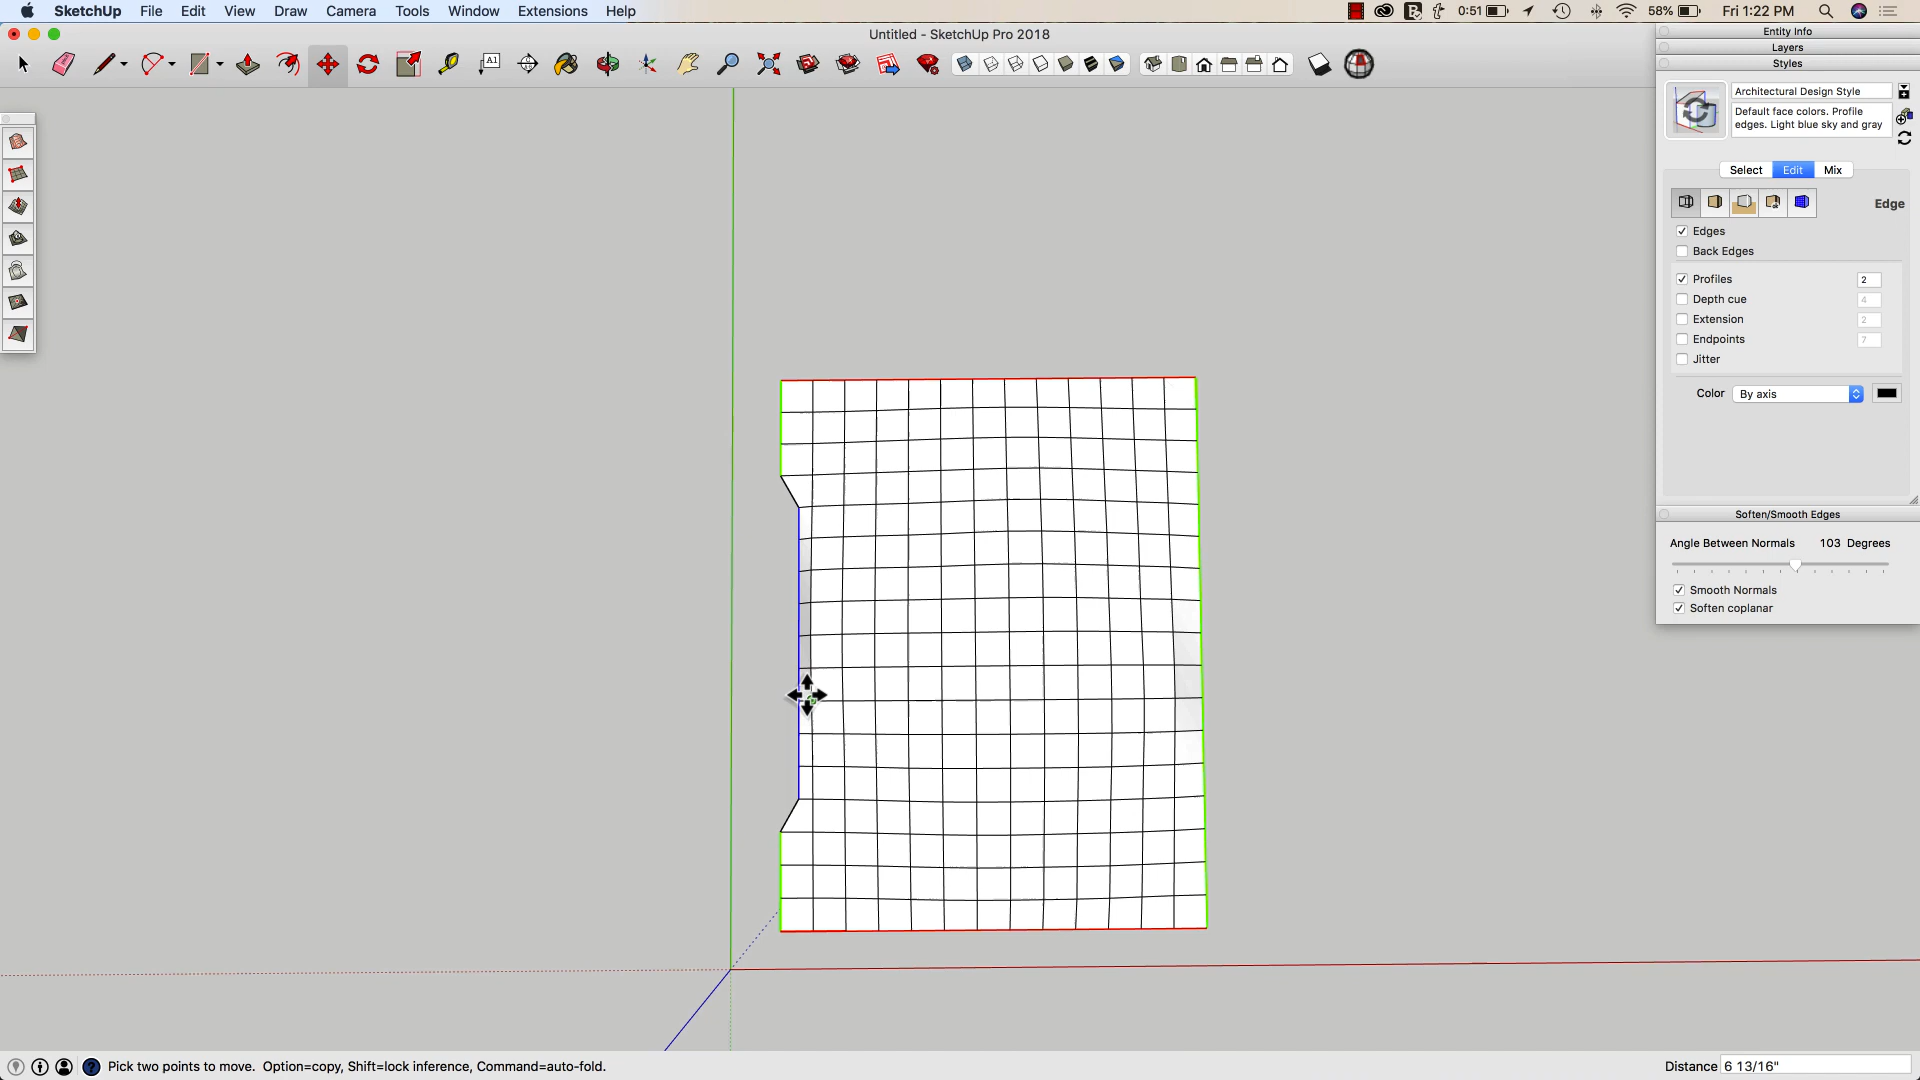 SketchUp File Edit View Draw Camera Tools Window Extensions Help
0:51 58% Fri 1:22 PM
Untitled - SketchUp Pro 2018
A1
Entity Info
Layers
Styles
Architectural Design Style
Default face colors. Profile
edges. Light blue sky and gray
Select Edit Mix
Edge
Edges
Back Edges
Profiles 2
Depth cue 4
Extension 2
Endpoints 7
Jitter
Color By axis
Soften/Smooth Edges
Angle Between Normals 103 Degrees
Smooth Normals
Soften coplanar
Pick two points to move. Option=copy, Shift=lock inference, Command=auto-fold.
Distance 6 13/16"